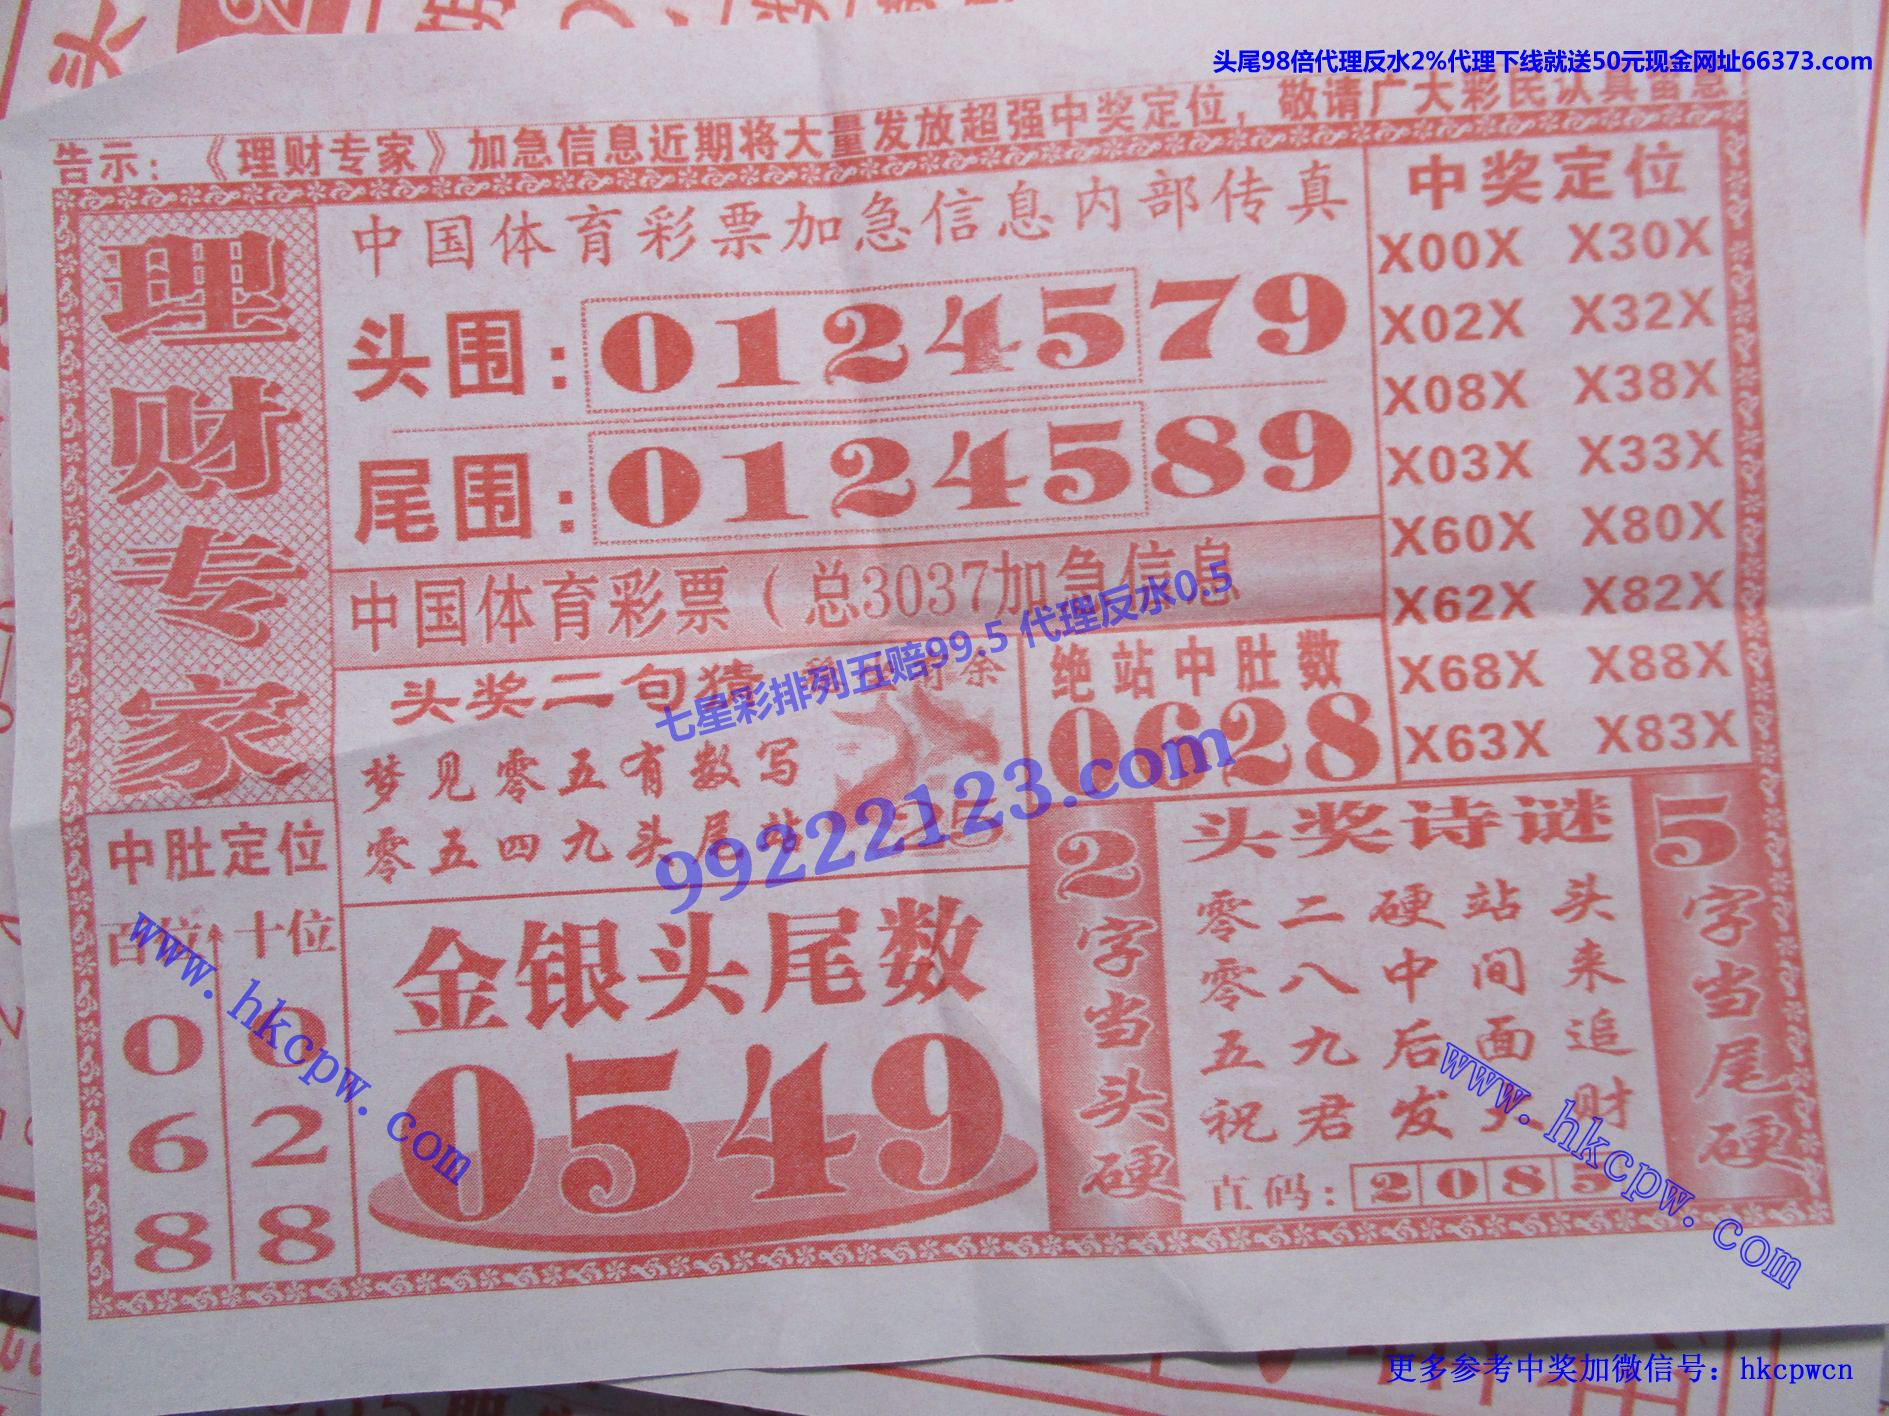 头尾98倍代理反水2%代理下线就送50元现金网址66373.com
告示：《理财专家》加急信息近期将大量发放超强中奖定位，敬请广大彩民认真留意
理财专家
中国体育彩票加急信息内部传真
头围：0124579
尾围：0124589
中国体育彩票（总3037加急信息
中奖定位
X00X X30X
X02X X32X
X08X X38X
X03X X33X
X60X X80X
X62X X82X
X68X X88X
X63X X83X
七星彩排列五赔99.5 代理反水0.5
99222123.com
头奖二句猜
梦见零五有数写
零五四九头尾站
绝站中肚数
0628
中肚定位
百位 十位
0 0
6 2
8 8
金银头尾数
0549
2字当头硬
头奖诗谜
零二硬站头
零八中间来
五九后面追
祝君发了财
直码：2085
5字当尾硬
www.hkcpw.com
www.hkcpw.com
更多参考中奖加微信号：hkcpwcn